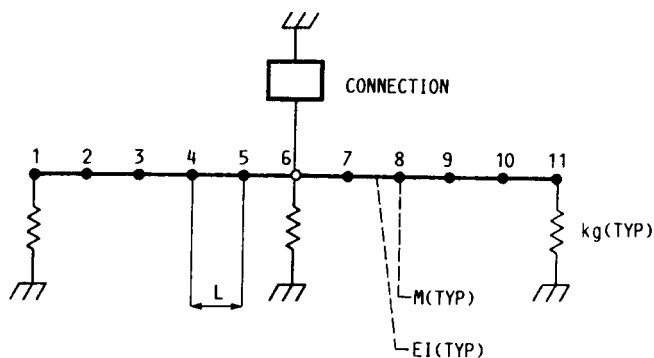 CONNECTION
1 2 3 4 5 6 7 8 9 10 11
kg(TYP)
L
M(TYP)
EI(TYP)